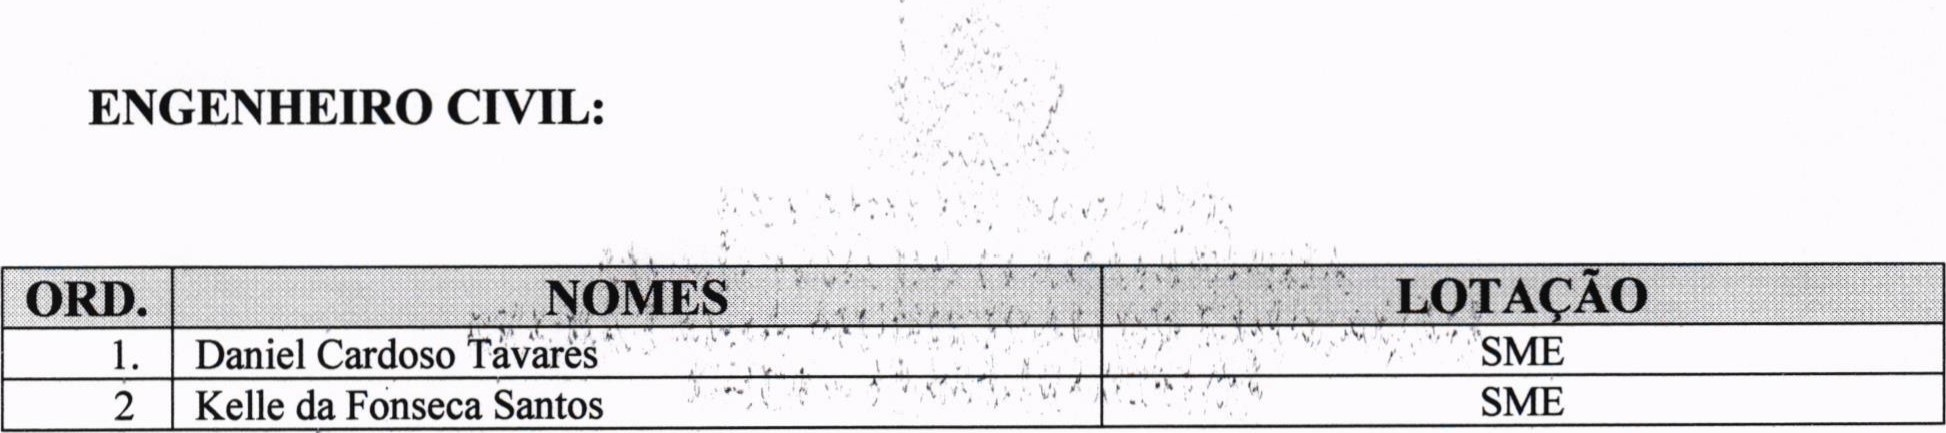 ENGENHEIRO CIVIL:
ORD. NOMES LOTAÇÃO
1. Daniel Cardoso Tavares SME
2 Kelle da Fonseca Santos SME